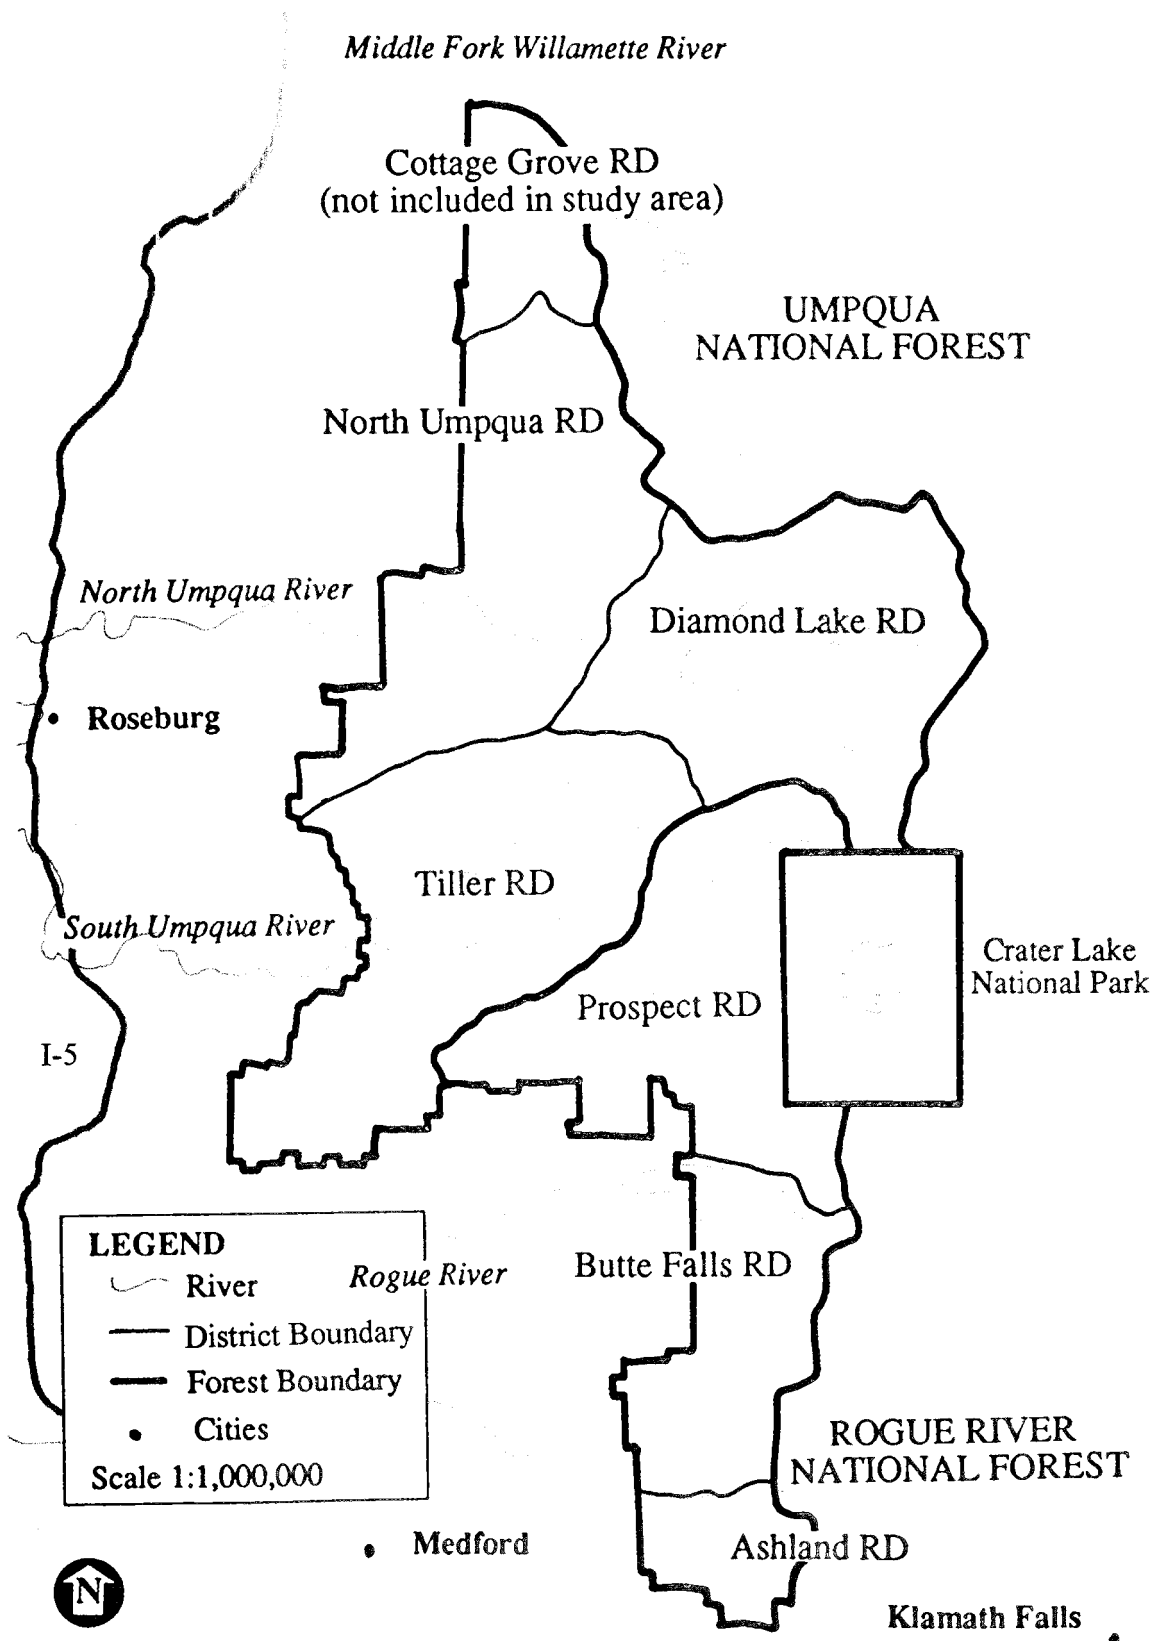 Middle Fork Willamette River
Cottage Grove RD
(not included in study area)
UMPQUA
NATIONAL FOREST
North Umpqua RD
North Umpqua River
Diamond Lake RD
Roseburg
Tiller RD
South Umpqua River
Crater Lake
National Park
Prospect RD
I-5
LEGEND
River
District Boundary
Forest Boundary
Cities
Scale 1:1,000,000
Rogue River
Butte Falls RD
ROGUE RIVER
NATIONAL FOREST
Medford
Ashland RD
N
Klamath Falls